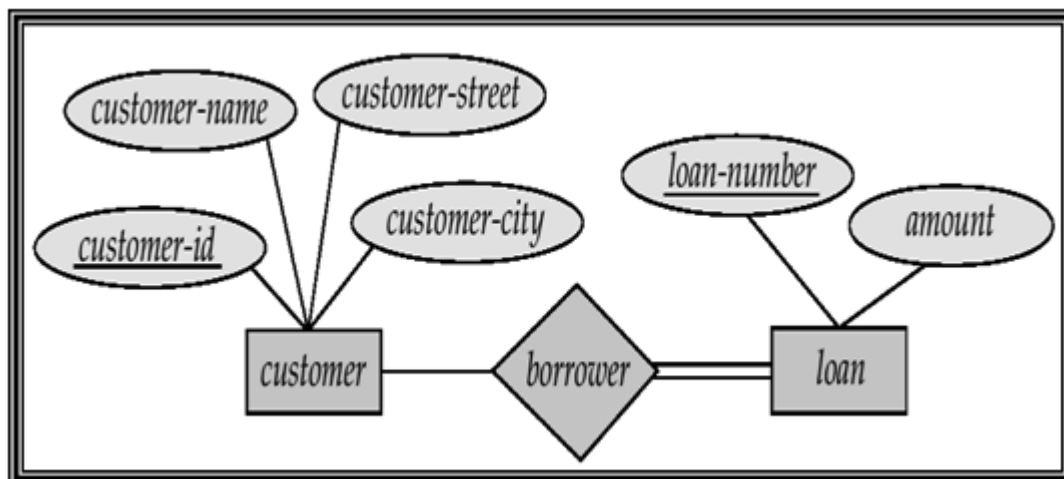 customer-name
customer-street
customer-id
customer-city
loan-number
amount
customer
borrower
loan